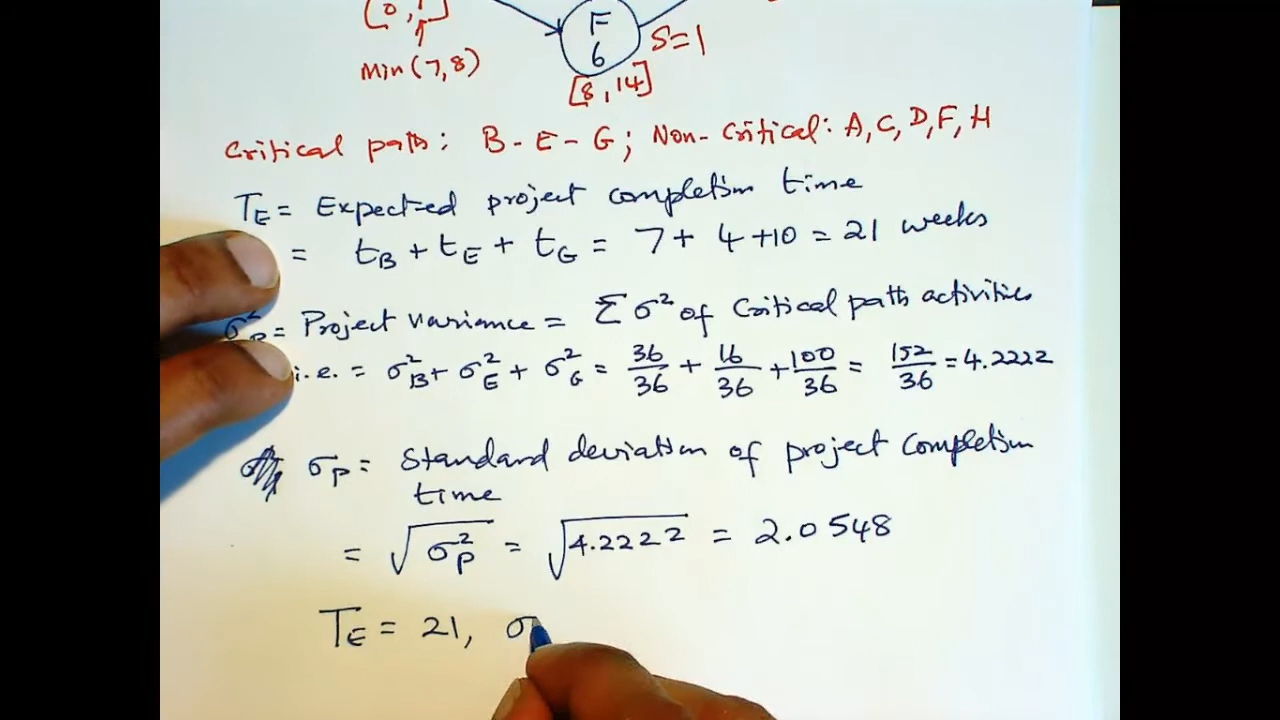 [0, 1]
Min(7,8)
F
6
S=1
[8, 14]
Critical path: B-E-G; Non-Critical: A, C, D, F, H
TE = Expected project completion time
= tB + tE + tG = 7 + 4 + 10 = 21 weeks
σ²P = Project variance = Σ σ² of Critical path activities
i.e. = σ²B + σ²E + σ²G = 36/36 + 16/36 + 100/36 = 152/36 = 4.2222
σP = Standard deviation of project completion
time
= √σ²P = √4.2222 = 2.0548
TE = 21, σ